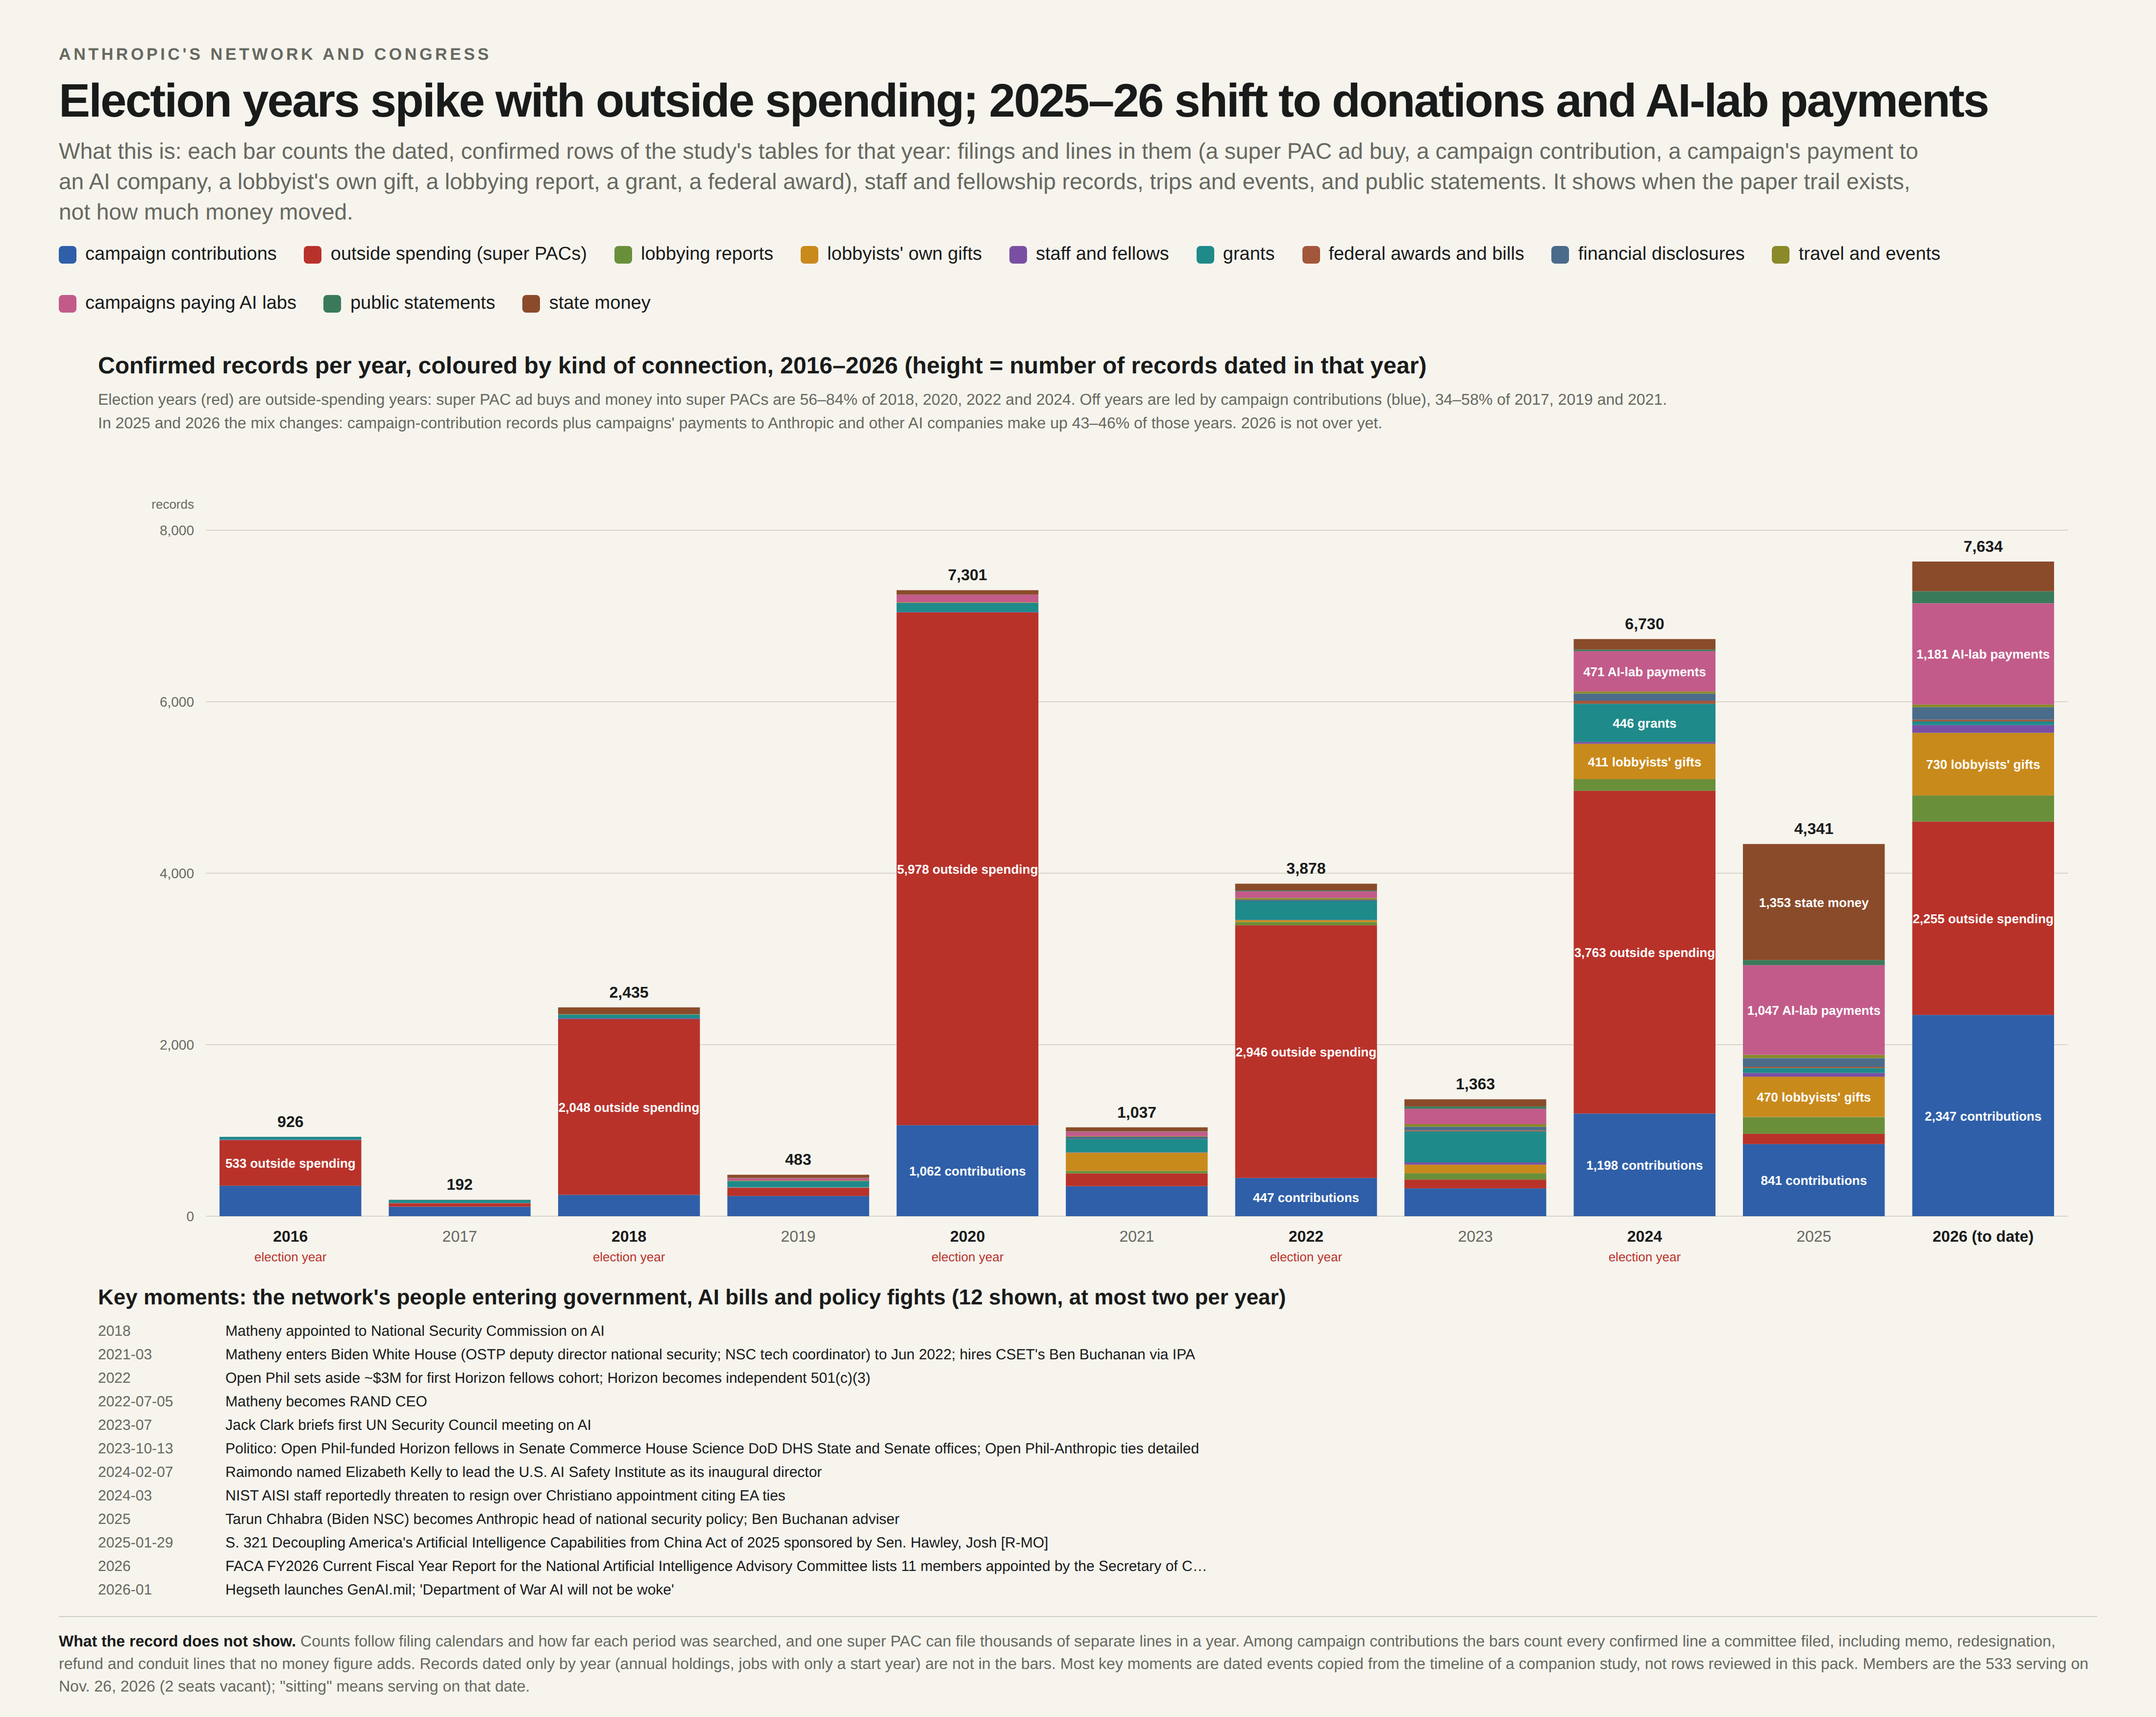 ANTHROPIC'S NETWORK AND CONGRESS
Election years spike with outside spending; 2025–26 shift to donations and AI-lab payments
What this is: each bar counts the dated, confirmed rows of the study's tables for that year: filings and lines in them (a super PAC ad buy, a campaign contribution, a campaign's payment to
an AI company, a lobbyist's own gift, a lobbying report, a grant, a federal award), staff and fellowship records, trips and events, and public statements. It shows when the paper trail exists,
not how much money moved.
campaign contributions outside spending (super PACs) lobbying reports lobbyists' own gifts staff and fellows grants federal awards and bills financial disclosures travel and events
campaigns paying AI labs public statements state money
Confirmed records per year, coloured by kind of connection, 2016–2026 (height = number of records dated in that year)
Election years (red) are outside-spending years: super PAC ad buys and money into super PACs are 56–84% of 2018, 2020, 2022 and 2024. Off years are led by campaign contributions (blue), 34–58% of 2017, 2019 and 2021.
In 2025 and 2026 the mix changes: campaign-contribution records plus campaigns' payments to Anthropic and other AI companies make up 43–46% of those years. 2026 is not over yet.
records
8,000
7,634
7,301
6,730
1,181 AI-lab payments
471 AI-lab payments
6,000
446 grants
411 lobbyists' gifts
730 lobbyists' gifts
4,341
4,000
5,978 outside spending
3,878
1,353 state money
2,255 outside spending
3,763 outside spending
2,435
1,047 AI-lab payments
2,000
2,946 outside spending
1,363
470 lobbyists' gifts
2,048 outside spending
1,037
2,347 contributions
926
483
533 outside spending
1,062 contributions
1,198 contributions
841 contributions
192
447 contributions
0
2016 2017 2018 2019 2020 2021 2022 2023 2024 2025 2026 (to date)
election year election year election year election year election year
Key moments: the network's people entering government, AI bills and policy fights (12 shown, at most two per year)
2018 Matheny appointed to National Security Commission on AI
2021-03 Matheny enters Biden White House (OSTP deputy director national security; NSC tech coordinator) to Jun 2022; hires CSET's Ben Buchanan via IPA
2022 Open Phil sets aside ~$3M for first Horizon fellows cohort; Horizon becomes independent 501(c)(3)
2022-07-05 Matheny becomes RAND CEO
2023-07 Jack Clark briefs first UN Security Council meeting on AI
2023-10-13 Politico: Open Phil-funded Horizon fellows in Senate Commerce House Science DoD DHS State and Senate offices; Open Phil-Anthropic ties detailed
2024-02-07 Raimondo named Elizabeth Kelly to lead the U.S. AI Safety Institute as its inaugural director
2024-03 NIST AISI staff reportedly threaten to resign over Christiano appointment citing EA ties
2025 Tarun Chhabra (Biden NSC) becomes Anthropic head of national security policy; Ben Buchanan adviser
2025-01-29 S. 321 Decoupling America's Artificial Intelligence Capabilities from China Act of 2025 sponsored by Sen. Hawley, Josh [R-MO]
2026 FACA FY2026 Current Fiscal Year Report for the National Artificial Intelligence Advisory Committee lists 11 members appointed by the Secretary of C…
2026-01 Hegseth launches GenAI.mil; 'Department of War AI will not be woke'
What the record does not show. Counts follow filing calendars and how far each period was searched, and one super PAC can file thousands of separate lines in a year. Among campaign contributions the bars count every confirmed line a committee filed, including memo, redesignation,
refund and conduit lines that no money figure adds. Records dated only by year (annual holdings, jobs with only a start year) are not in the bars. Most key moments are dated events copied from the timeline of a companion study, not rows reviewed in this pack. Members are the 533 serving on
Nov. 26, 2026 (2 seats vacant); "sitting" means serving on that date.